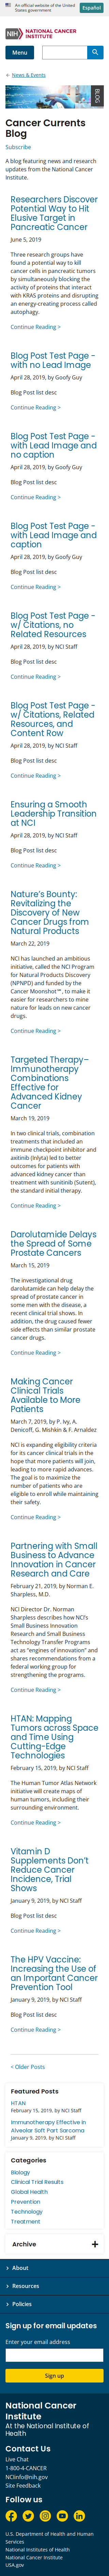 An official website of the United
States government
Español
NIH
NATIONAL CANCER
INSTITUTE
Menu
← News & Events
BLOG
Cancer Currents
Blog
Subscribe
A blog featuring news and research
updates from the National Cancer
Institute.
Researchers Discover
Potential Way to Hit
Elusive Target in
Pancreatic Cancer
June 5, 2019
Three research groups have
found a potential way to kill
cancer cells in pancreatic
tumors by simultaneously
blocking the activity of proteins
that interact with KRAS
proteins and disrupting an
energy-creating process called
autophagy.
Continue Reading >
Blog Post Test Page -
with no Lead Image
April 28, 2019, by Goofy Guy
Blog Post list desc
Continue Reading >
Blog Post Test Page -
with Lead Image and
no caption
April 28, 2019, by Goofy Guy
Blog Post list desc
Continue Reading >
Blog Post Test Page -
with Lead Image and
caption
April 28, 2019, by Goofy Guy
Blog Post list desc
Continue Reading >
Blog Post Test Page -
w/ Citations, no
Related Resources
April 28, 2019, by NCI Staff
Blog Post list desc
Continue Reading >
Blog Post Test Page -
w/ Citations, Related
Resources, and
Content Row
April 28, 2019, by NCI Staff
Blog Post list desc
Continue Reading >
Ensuring a Smooth
Leadership Transition
at NCI
April 28, 2019, by NCI Staff
Blog Post list desc
Continue Reading >
Nature's Bounty:
Revitalizing the
Discovery of New
Cancer Drugs from
Natural Products
March 22, 2019
NCI has launched an ambitious
initiative, called the NCI Program
for Natural Products Discovery
(NPNPD) and funded by the
Cancer Moonshot℠, to help
make it easier for researchers to
mine nature for use as cancer
drugs.
Continue Reading >
Targeted Therapy–
Immunotherapy
Combinations
Effective for
Advanced Kidney
Cancer
March 19, 2019
In two clinical trials, combination
treatments that included an
immune checkpoint inhibitor and
axitinib (Inlyta) led to better
outcomes for patients with
advanced kidney cancer than
treatment with sunitinib (Sutent),
the standard initial therapy.
Continue Reading >
Darolutamide Delays
the Spread of Some
Prostate Cancers
March 15, 2019
The investigational drug
darolutamide can help delay the
spread of some prostate cancers
to the bone and other places in
the body, a common
occurrence, a new clinical trial
shows. In addition, the drug may
cause fewer side effects than
other prostate cancer drugs.
Continue Reading >
Making Cancer
Clinical Trials
Available to More
Patients
March 7, 2019, by P. Ivy, A.
Denicoff, G. Mishkin & F. Arnaldez
NCI is expanding eligibility criteria
for its cancer clinical trials in the
hope that it will increase the
number of patients who are
eligible to enroll while maintaining
their safety.
Continue Reading >
Partnering with Small
Business to Advance
Innovation in Cancer
Research and Care
February 21, 2019, by Norman E.
Sharpless, M.D.
NCI Director Dr. Norman
Sharpless describes how NCI's
Small Business Innovation
Research and Small Business
Technology Transfer Programs
act as "engines of innovation" and
promote the translation of basic
research findings into new
therapies and technologies.
Continue Reading >
HTAN: Mapping
Tumors across Space
and Time Using
Cutting-Edge
Technologies
February 15, 2019, by NCI Staff
The Human Tumor Atlas Network
initiative will create maps of
human tumors, including their
surrounding environment.
Continue Reading >
Vitamin D
Supplements Don't
Reduce Cancer
Incidence, Trial
Shows
January 9, 2019, by NCI Staff
Blog Post list desc
Continue Reading >
The HPV Vaccine:
Increasing the Use of
an Important Cancer
Prevention Tool
January 9, 2019, by NCI Staff
Blog Post list desc
Continue Reading >
< Older Posts
Featured Posts
HTAN
February 15, 2019, by NCI Staff
Immunotherapy Effective in
Alveolar Soft Part Sarcoma
January 9, 2019, by NCI Staff
Categories
Biology
Clinical Trial Results
Global Health
Prevention
Technology
Treatment
Archive
About
Resources
Policies
Sign up for email updates
Enter your email address
Sign up
National Cancer
Institute
at the National Institutes of
Health
Contact Us
Live Chat
1-800-4-CANCER
NCIinfo@nih.gov
Site Feedback
Follow us
U.S. Department of Health and Human
Services
National Institutes of Health
National Cancer Institute
USA.gov